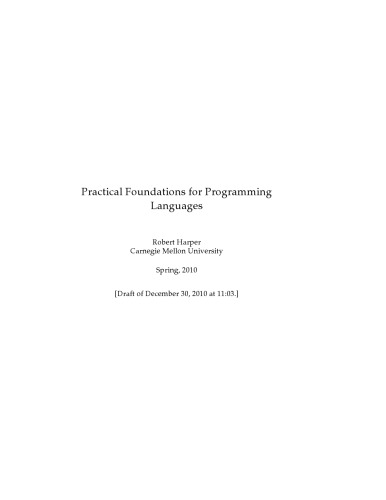 Practical Foundations for Programming
Languages
Robert Harper
Carnegie Mellon University
Spring, 2010
[Draft of December 30, 2010 at 11:03.]